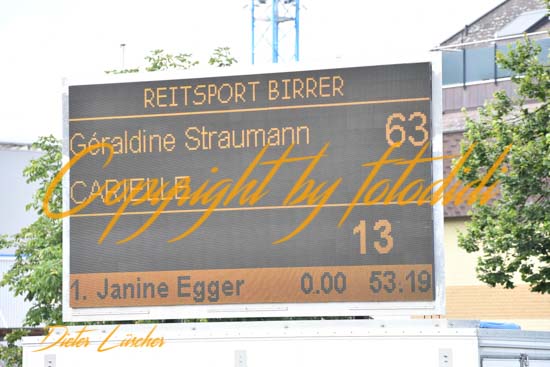 REITSPORT BIRRER
Géraldine Straumann 63
Copyright by fotodidi
13
1. Janine Egger 0.00 53.19
Dieter Lüscher